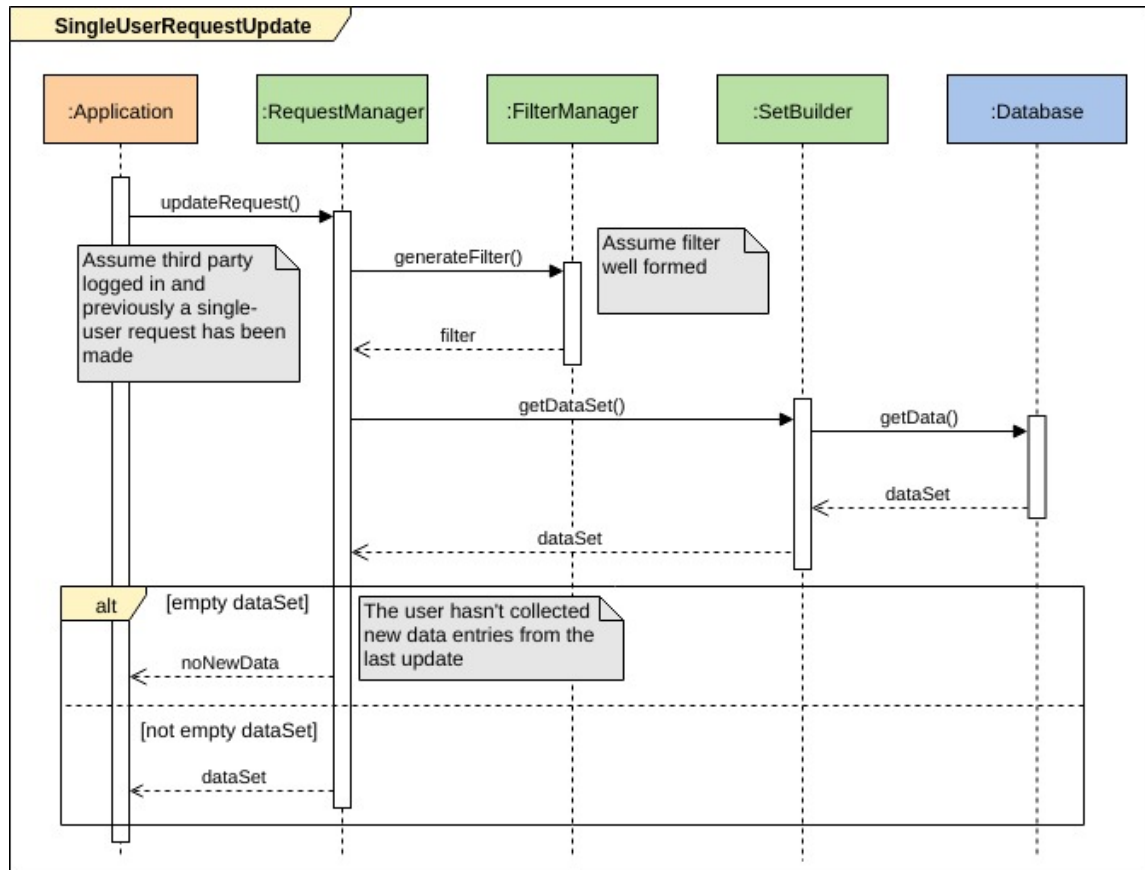 SingleUserRequestUpdate
:Application
:RequestManager
:FilterManager
:SetBuilder
:Database
updateRequest()
Assume third party
logged in and
previously a single-
user request has been
made
generateFilter()
Assume filter
well formed
filter
getDataSet()
getData()
dataSet
dataSet
alt
[empty dataSet]
The user hasn't collected
new data entries from the
last update
noNewData
[not empty dataSet]
dataSet